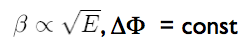 β ∝ √E, ΔΦ = const